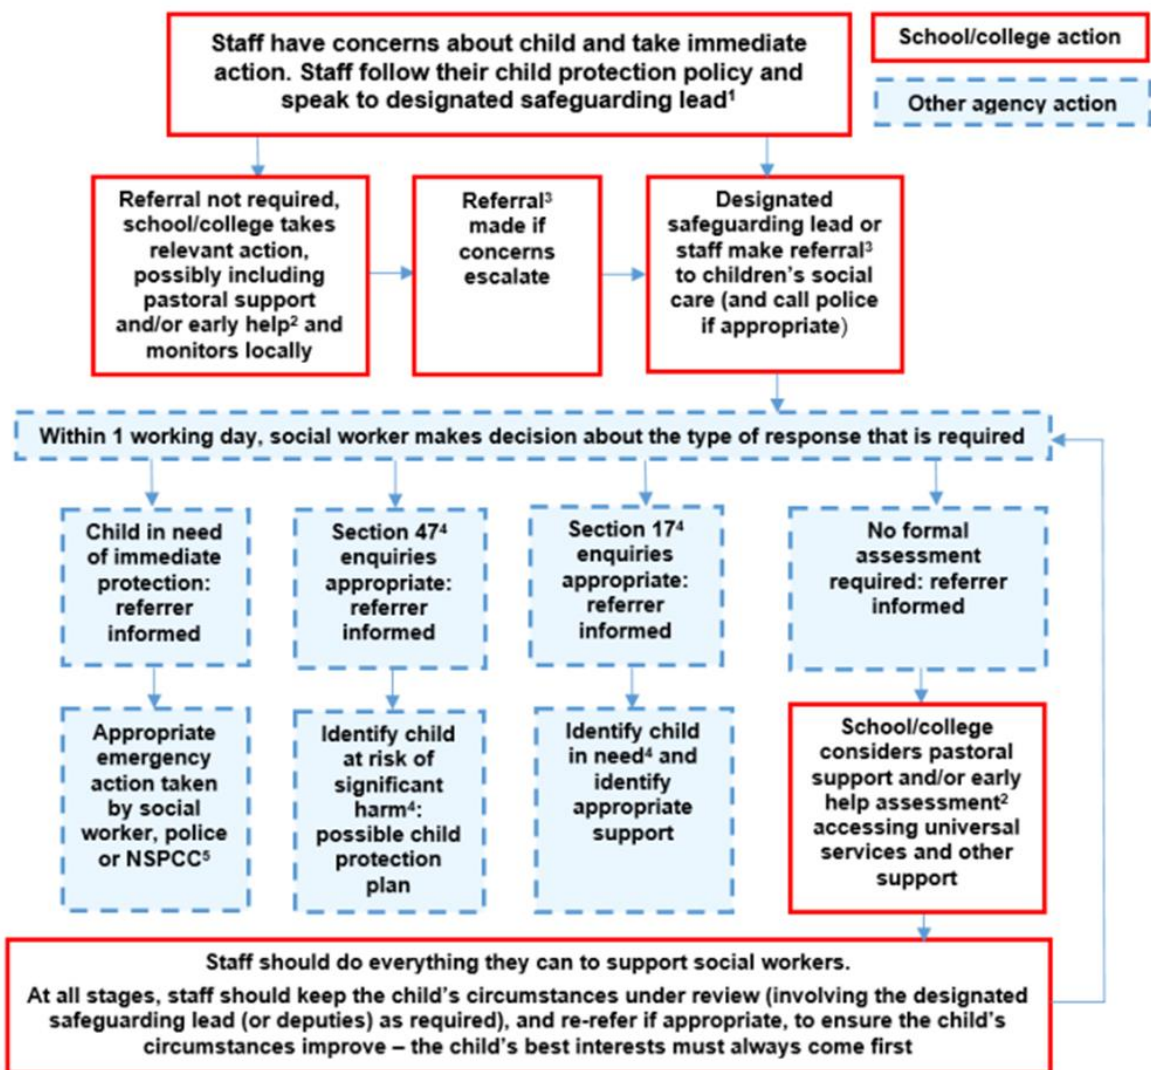 Staff have concerns about child and take immediate
action. Staff follow their child protection policy and
speak to designated safeguarding lead¹
School/college action
Other agency action
Referral not required,
school/college takes
relevant action,
possibly including
pastoral support
and/or early help² and
monitors locally
Referral³
made if
concerns
escalate
Designated
safeguarding lead or
staff make referral³
to children’s social
care (and call police
if appropriate)
Within 1 working day, social worker makes decision about the type of response that is required
Child in need
of immediate
protection:
referrer
informed
Section 47⁴
enquiries
appropriate:
referrer
informed
Section 17⁴
enquiries
appropriate:
referrer
informed
No formal
assessment
required: referrer
informed
Appropriate
emergency
action taken
by social
worker, police
or NSPCC⁵
Identify child
at risk of
significant
harm⁴:
possible child
protection
plan
Identify child
in need⁴ and
identify
appropriate
support
School/college
considers pastoral
support and/or early
help assessment²
accessing universal
services and other
support
Staff should do everything they can to support social workers.
At all stages, staff should keep the child’s circumstances under review (involving the designated
safeguarding lead (or deputies) as required), and re-refer if appropriate, to ensure the child’s
circumstances improve – the child’s best interests must always come first